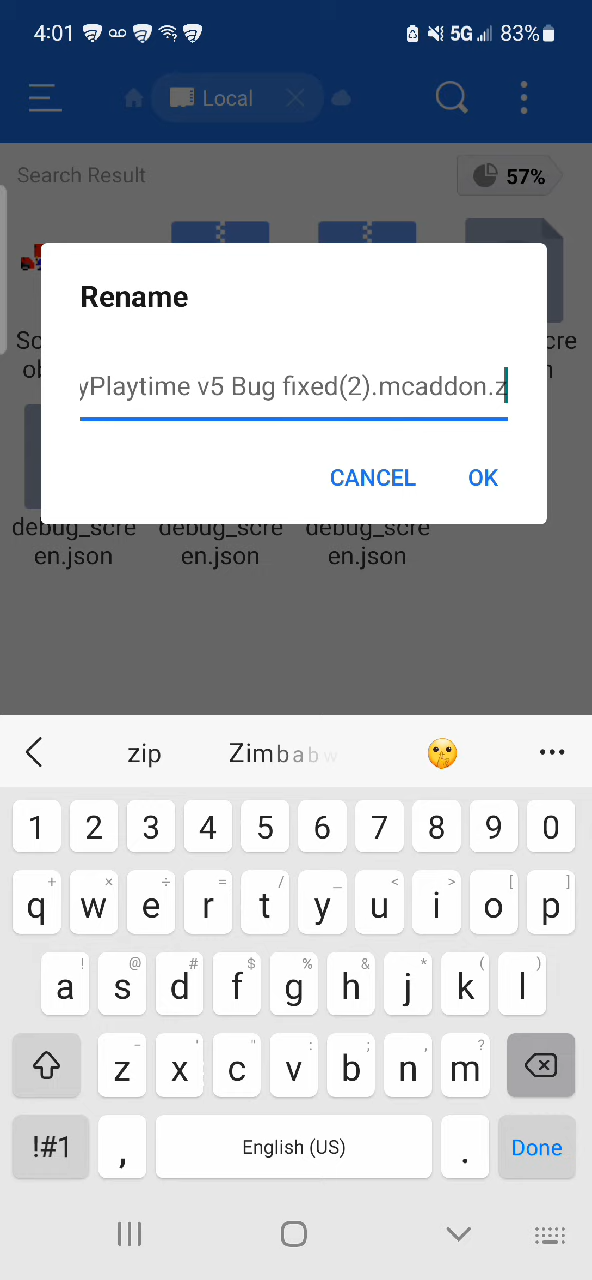 4:01
5G 83%
Local
Search Result
57%
Rename
yPlaytime v5 Bug fixed(2).mcaddon.z
CANCEL OK
debug_scre debug_scre debug_scre
en.json en.json en.json
zip Zimbabw
1 2 3 4 5 6 7 8 9 0
+ × ÷ = / _ < > [ ]
q w e r t y u i o p
! @ # $ % & * ( )
a s d f g h j k l
- ' " : ; , ?
z x c v b n m
!#1 , English (US) . Done